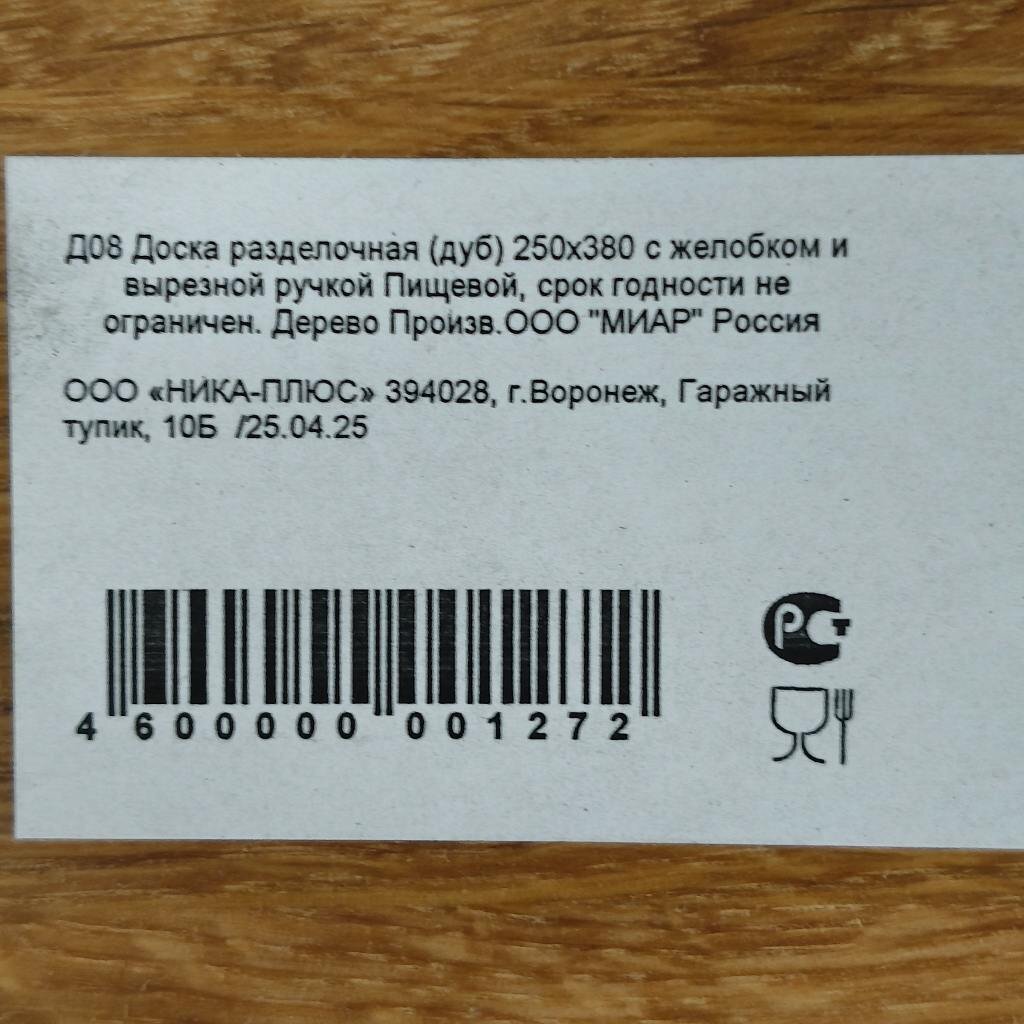 Д08 Доска разделочная (дуб) 250х380 с желобком и
вырезной ручкой Пищевой, срок годности не
ограничен. Дерево Произв.ООО "МИАР" Россия
ООО «НИКА-ПЛЮС» 394028, г.Воронеж, Гаражный
тупик, 10Б /25.04.25
4 600000 001272
РСТ